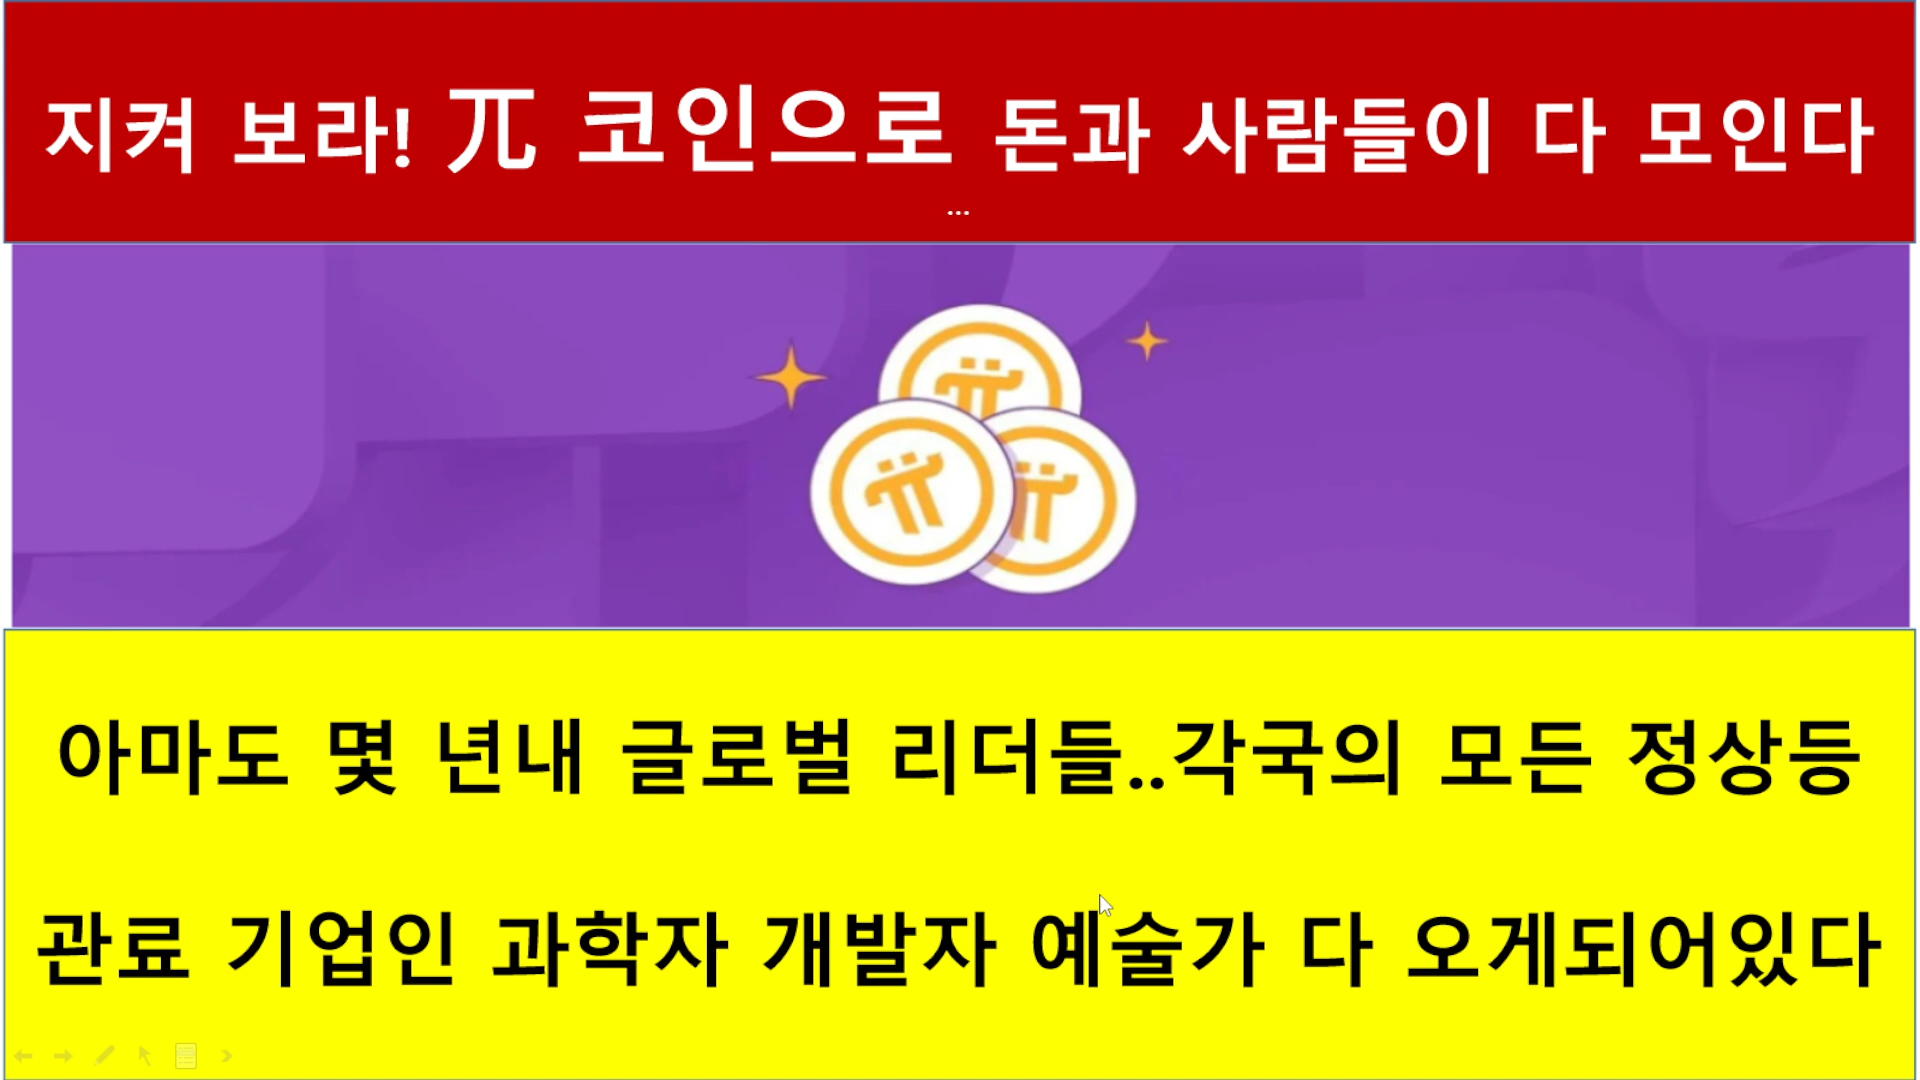 지켜 보라! 兀 코인으로 돈과 사람들이 다 모인다
...
아마도 몇 년내 글로벌 리더들..각국의 모든 정상등
관료 기업인 과학자 개발자 예술가 다 오게되어있다